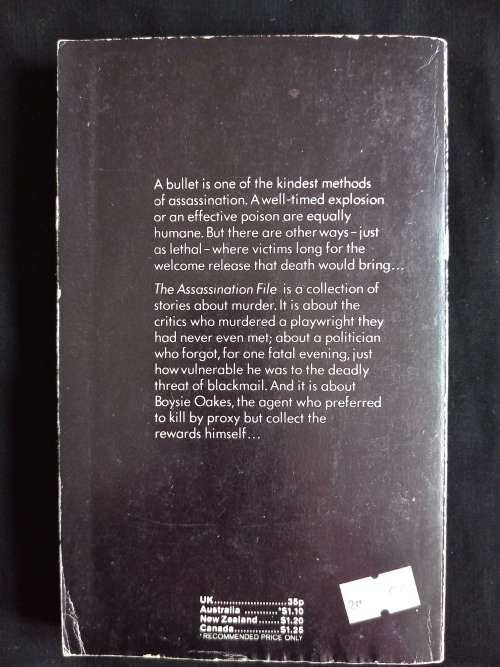 A bullet is one of the kindest methods
of assassination. A well-timed explosion
or an effective poison are equally
humane. But there are other ways – just
as lethal – where victims long for the
welcome release that death would bring...
The Assassination File is a collection of
stories about murder. It is about the
critics who murdered a playwright they
had never even met; about a politician
who forgot, for one fatal evening, just
how vulnerable he was to the deadly
threat of blackmail. And it is about
Boysie Oakes, the agent who preferred
to kill by proxy but collect the
rewards himself...
UK........................35p
Australia ...........*$1.10
New Zealand.......$1.20
Canada...............$1.25
*RECOMMENDED PRICE ONLY